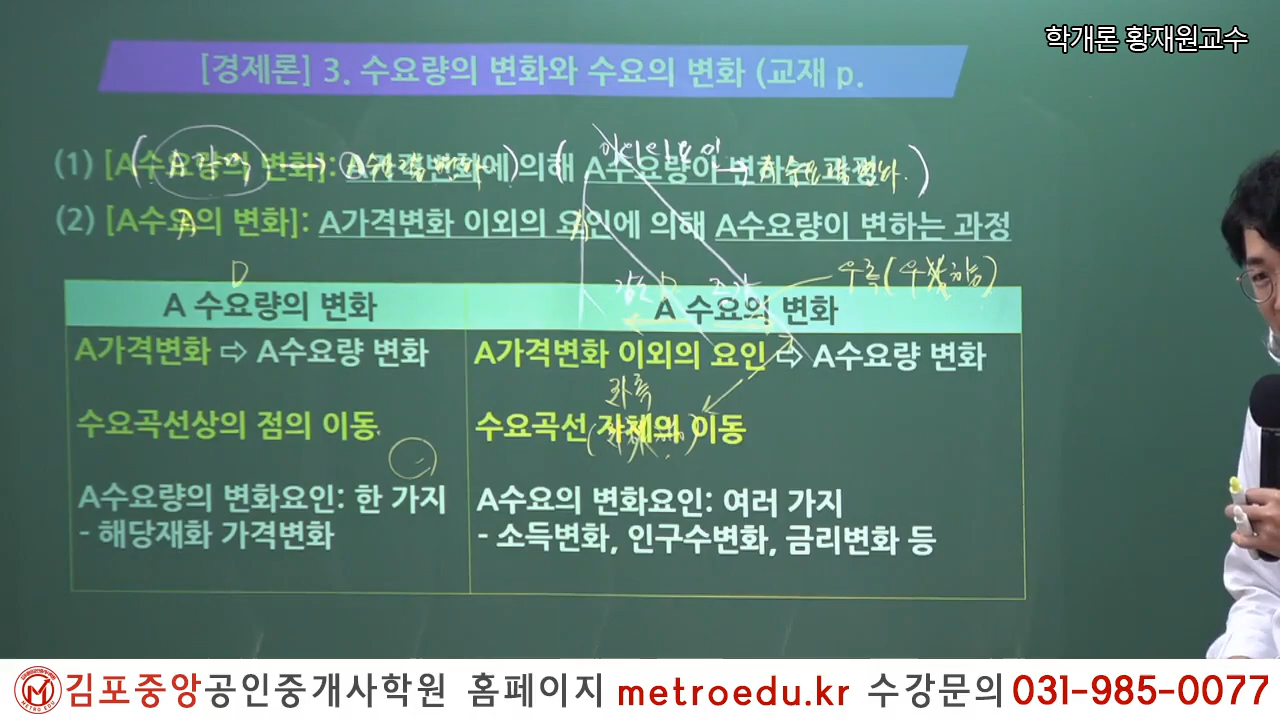 학개론 황재원교수
[경제론] 3. 수요량의 변화와 수요의 변화 (교재 p.
(1) [A수요량의 변화]: A가격변화에 의해 A수요량이 변화하는 과정
(2) [A수요의 변화]: A가격변화 이외의 요인에 의해 A수요량이 변하는 과정
A
D
우측(
A 수요량의 변화
A 수요의 변화
A가격변화 ⇨ A수요량 변화
A가격변화 이외의 요인 ⇨ A수요량 변화
좌측
수요곡선상의 점의 이동
수요곡선 자체의 이동
A수요량의 변화요인: 한 가지
- 해당재화 가격변화
A수요의 변화요인: 여러 가지
- 소득변화, 인구수변화, 금리변화 등
METRO EDU
김포중앙공인중개사학원 홈페이지 metroedu.kr 수강문의 031-985-0077